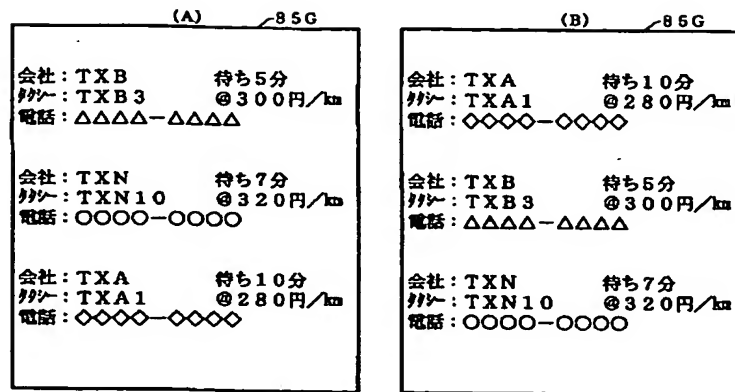 (A) 85G
会社：TXB 待ち5分
ﾀｸｼｰ：TXB3 @300円/km
電話：△△△△－△△△△
会社：TXN 待ち7分
ﾀｸｼｰ：TXN10 @320円/km
電話：○○○○－○○○○
会社：TXA 待ち10分
ﾀｸｼｰ：TXA1 @280円/km
電話：◇◇◇◇－◇◇◇◇
(B) 85G
会社：TXA 待ち10分
ﾀｸｼｰ：TXA1 @280円/km
電話：◇◇◇◇－◇◇◇◇
会社：TXB 待ち5分
ﾀｸｼｰ：TXB3 @300円/km
電話：△△△△－△△△△
会社：TXN 待ち7分
ﾀｸｼｰ：TXN10 @320円/km
電話：○○○○－○○○○